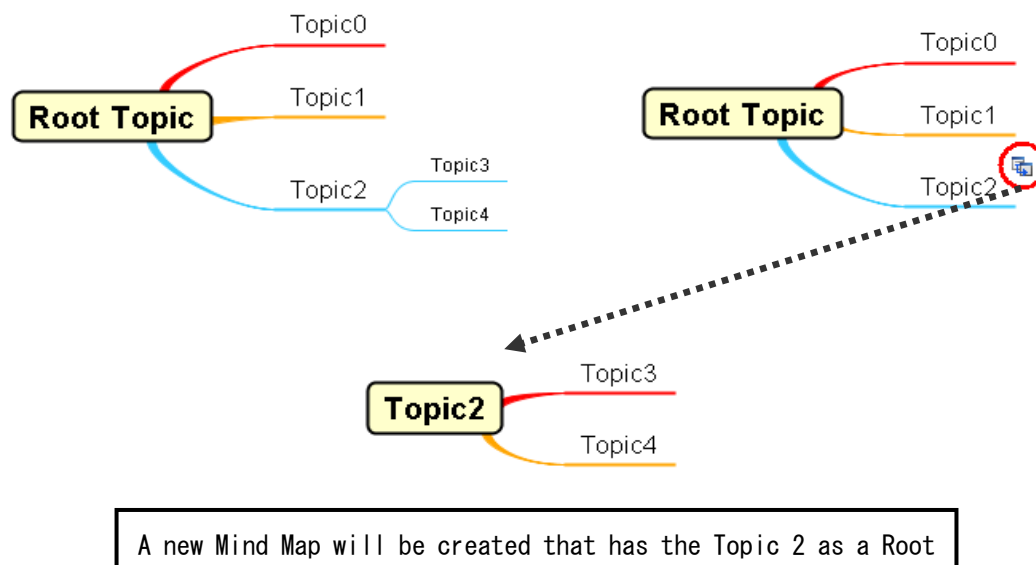 Topic0
Root Topic
Topic1
Topic2
Topic3
Topic4
Topic0
Root Topic
Topic1
Topic2
Topic2
Topic3
Topic4
A new Mind Map will be created that has the Topic 2 as a Root